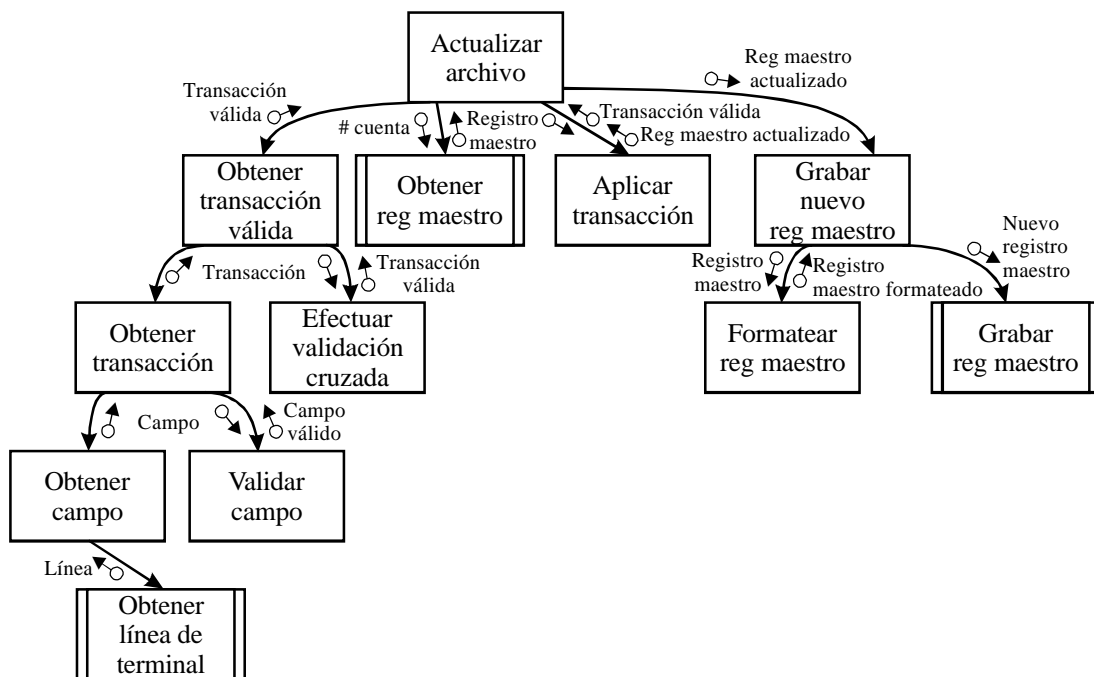 Actualizar
archivo
Reg maestro
actualizado
Transacción
válida
# cuenta
Registro
maestro
Transacción válida
Reg maestro actualizado
Obtener
transacción
válida
Obtener
reg maestro
Aplicar
transacción
Grabar
nuevo
reg maestro
Transacción
Transacción
válida
Registro
maestro
Registro
maestro formateado
Nuevo
registro
maestro
Obtener
transacción
Efectuar
validación
cruzada
Formatear
reg maestro
Grabar
reg maestro
Campo
Campo
válido
Obtener
campo
Validar
campo
Línea
Obtener
línea de
terminal